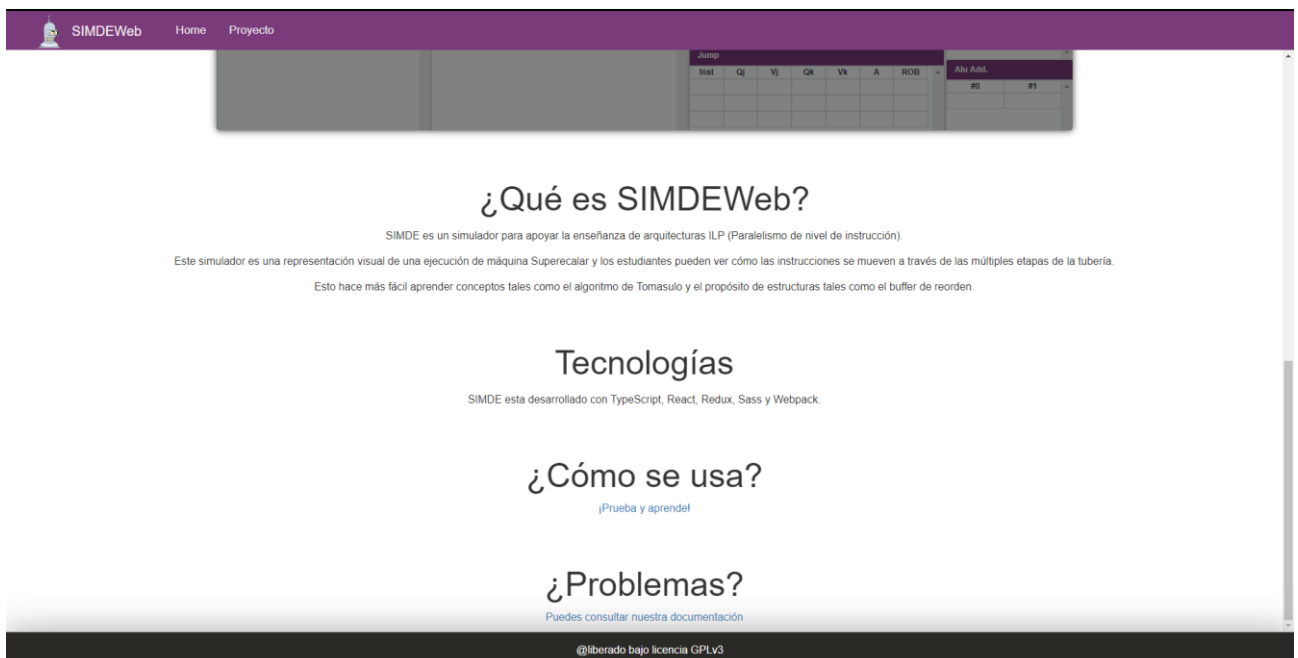 SIMDEWeb Home Proyecto
Jump
Inst Qj Vj Qk Vk A ROB
Alu Add.
#0 #1
¿Qué es SIMDEWeb?
SIMDE es un simulador para apoyar la enseñanza de arquitecturas ILP (Paralelismo de nivel de instrucción).
Este simulador es una representación visual de una ejecución de máquina Superecalar y los estudiantes pueden ver cómo las instrucciones se mueven a través de las múltiples etapas de la tubería.
Esto hace más fácil aprender conceptos tales como el algoritmo de Tomasulo y el propósito de estructuras tales como el buffer de reorden.
Tecnologías
SIMDE esta desarrollado con TypeScript, React, Redux, Sass y Webpack.
¿Cómo se usa?
¡Prueba y aprende!
¿Problemas?
Puedes consultar nuestra documentación
@liberado bajo licencia GPLv3